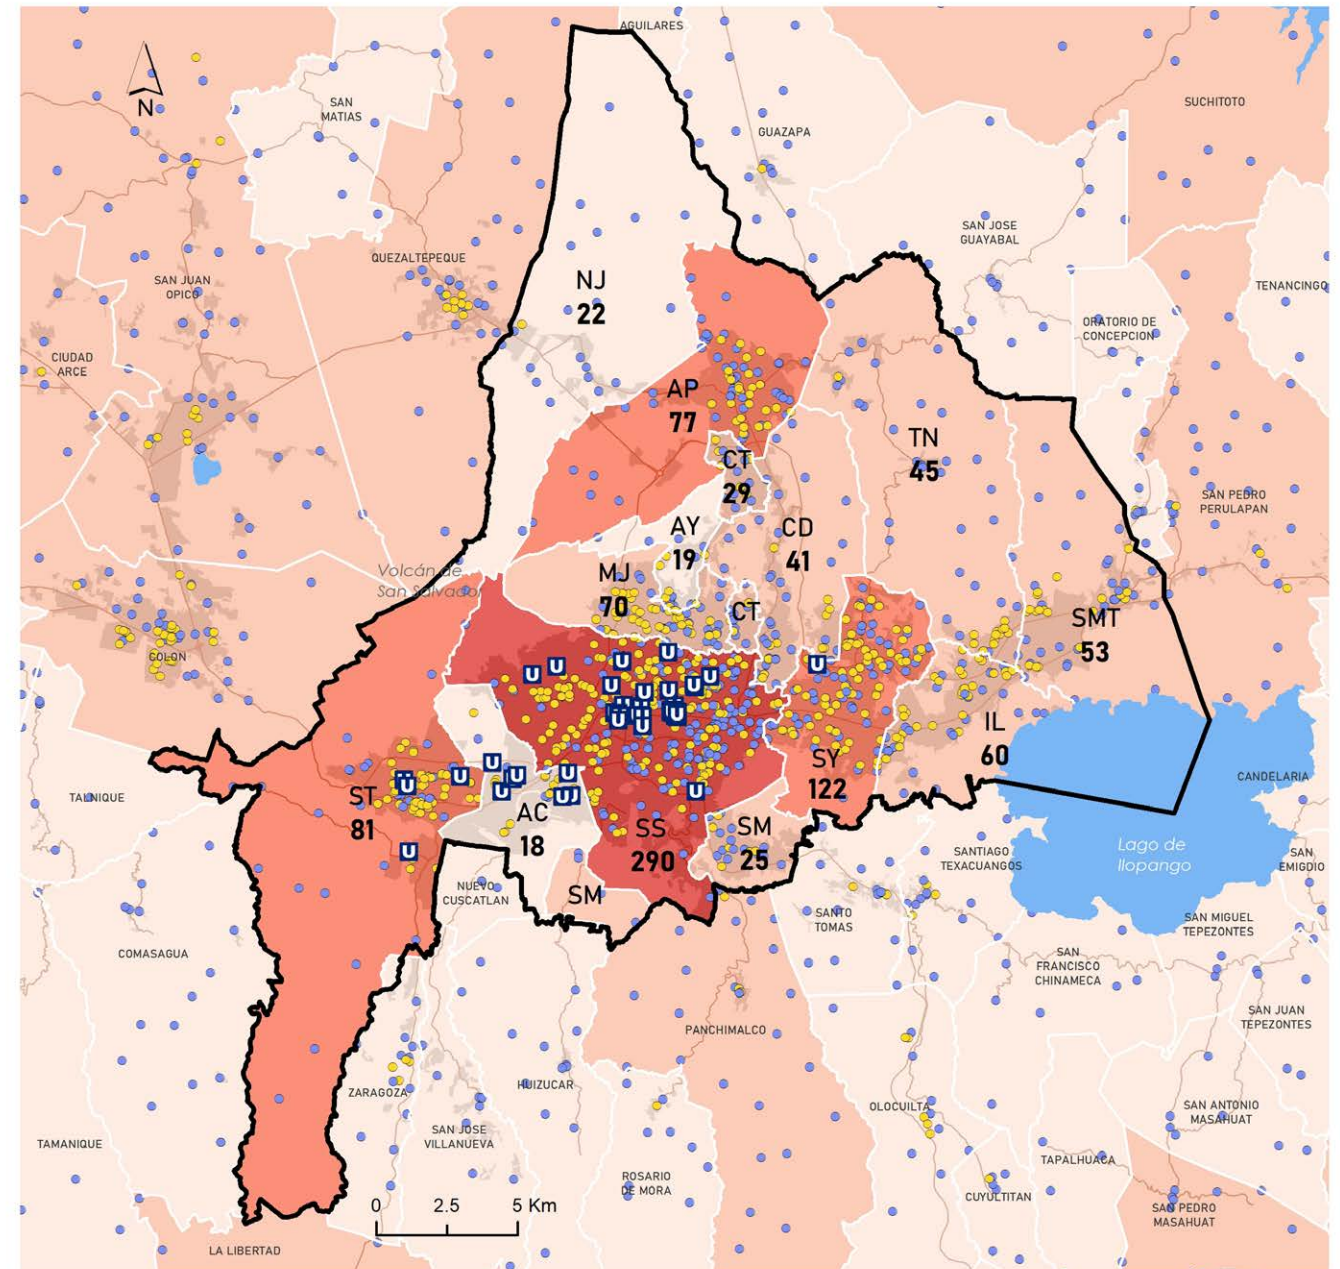 AGUILARES
N
SAN
MATIAS
SUCHITOTO
GUAZAPA
SAN JOSE
GUAYABAL
QUEZALTEPEQUE
SAN JUAN
OPICO
TENANCINGO
NJ
22
ORATORIO DE
CONCEPCION
CIUDAD
ARCE
AP
77
TN
45
CT
29
SAN PEDRO
PERULAPAN
AY
19
CD
41
Volcán de
San Salvador
MJ
70
CT
SMT
53
COLON
U
U
U
U
U
U
U
U
U
U
U
U
U
U
IL
60
SY
122
CANDELARIA
U
U
U
U
U
U
U
U
U
TALNIQUE
ST
81
AC
18
SS
290
SM
25
U
Lago de
Ilopango
SANTIAGO
TEXACUANGOS
SAN
EMIGDIO
NUEVO
CUSCATLAN
SM
SANTO
TOMAS
SAN MIGUEL
TEPEZONTES
COMASAGUA
SAN
FRANCISCO
CHINAMECA
SAN JUAN
TEPEZONTES
PANCHIMALCO
ZARAGOZA
HUIZUCAR
OLOCUILTA
SAN ANTONIO
MASAHUAT
TAMANIQUE
SAN JOSE
VILLANUEVA
TAPALHUACA
ROSARIO
DE MORA
CUYULTITAN
0 2.5 5 Km
SAN PEDRO
MASAHUAT
LA LIBERTAD